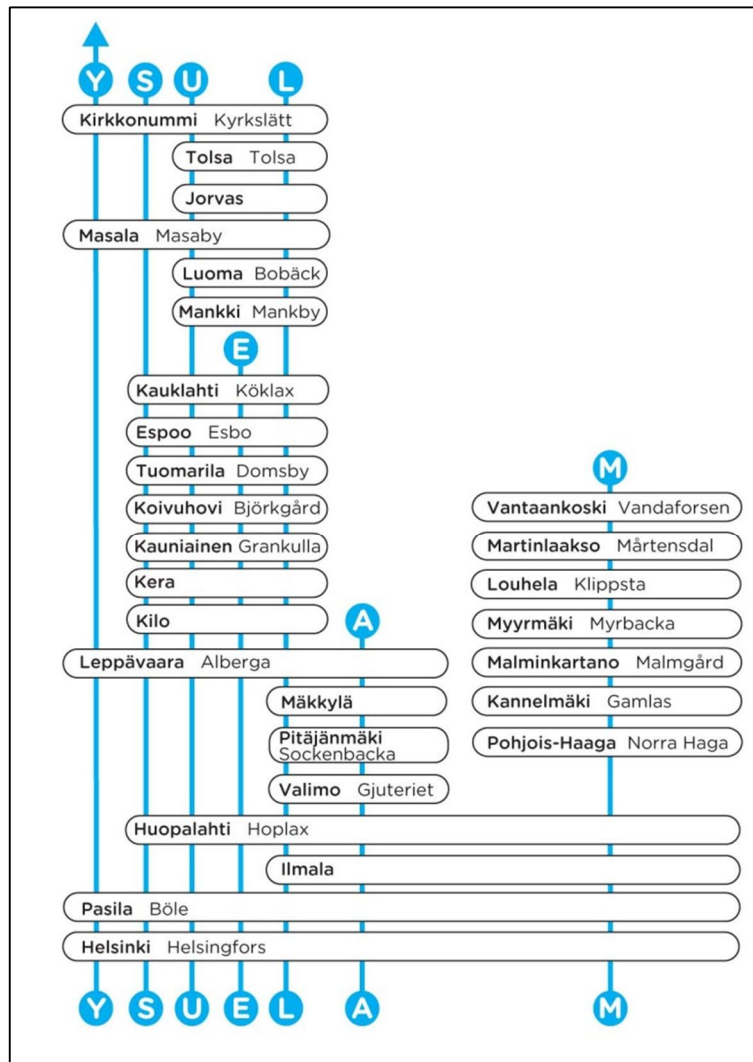 Y S U L
Kirkkonummi Kyrkslätt
Tolsa Tolsa
Jorvas
Masala Masaby
Luoma Bobäck
Mankki Mankby
E
Kauklahti Köklax
Espoo Esbo
Tuomarila Domsby
Koivuhovi Björkgård
Kauniainen Grankulla
Kera
Kilo
A
Leppävaara Alberga
Mäkkylä
Pitäjänmäki
Sockenbacka
Valimo Gjuteriet
M
Vantaankoski Vandaforsen
Martinlaakso Mårtensdal
Louhela Klippsta
Myyrmäki Myrbacka
Malminkartano Malmgård
Kannelmäki Gamlas
Pohjois-Haaga Norra Haga
Huopalahti Hoplax
Ilmala
Pasila Böle
Helsinki Helsingfors
Y S U E L A M